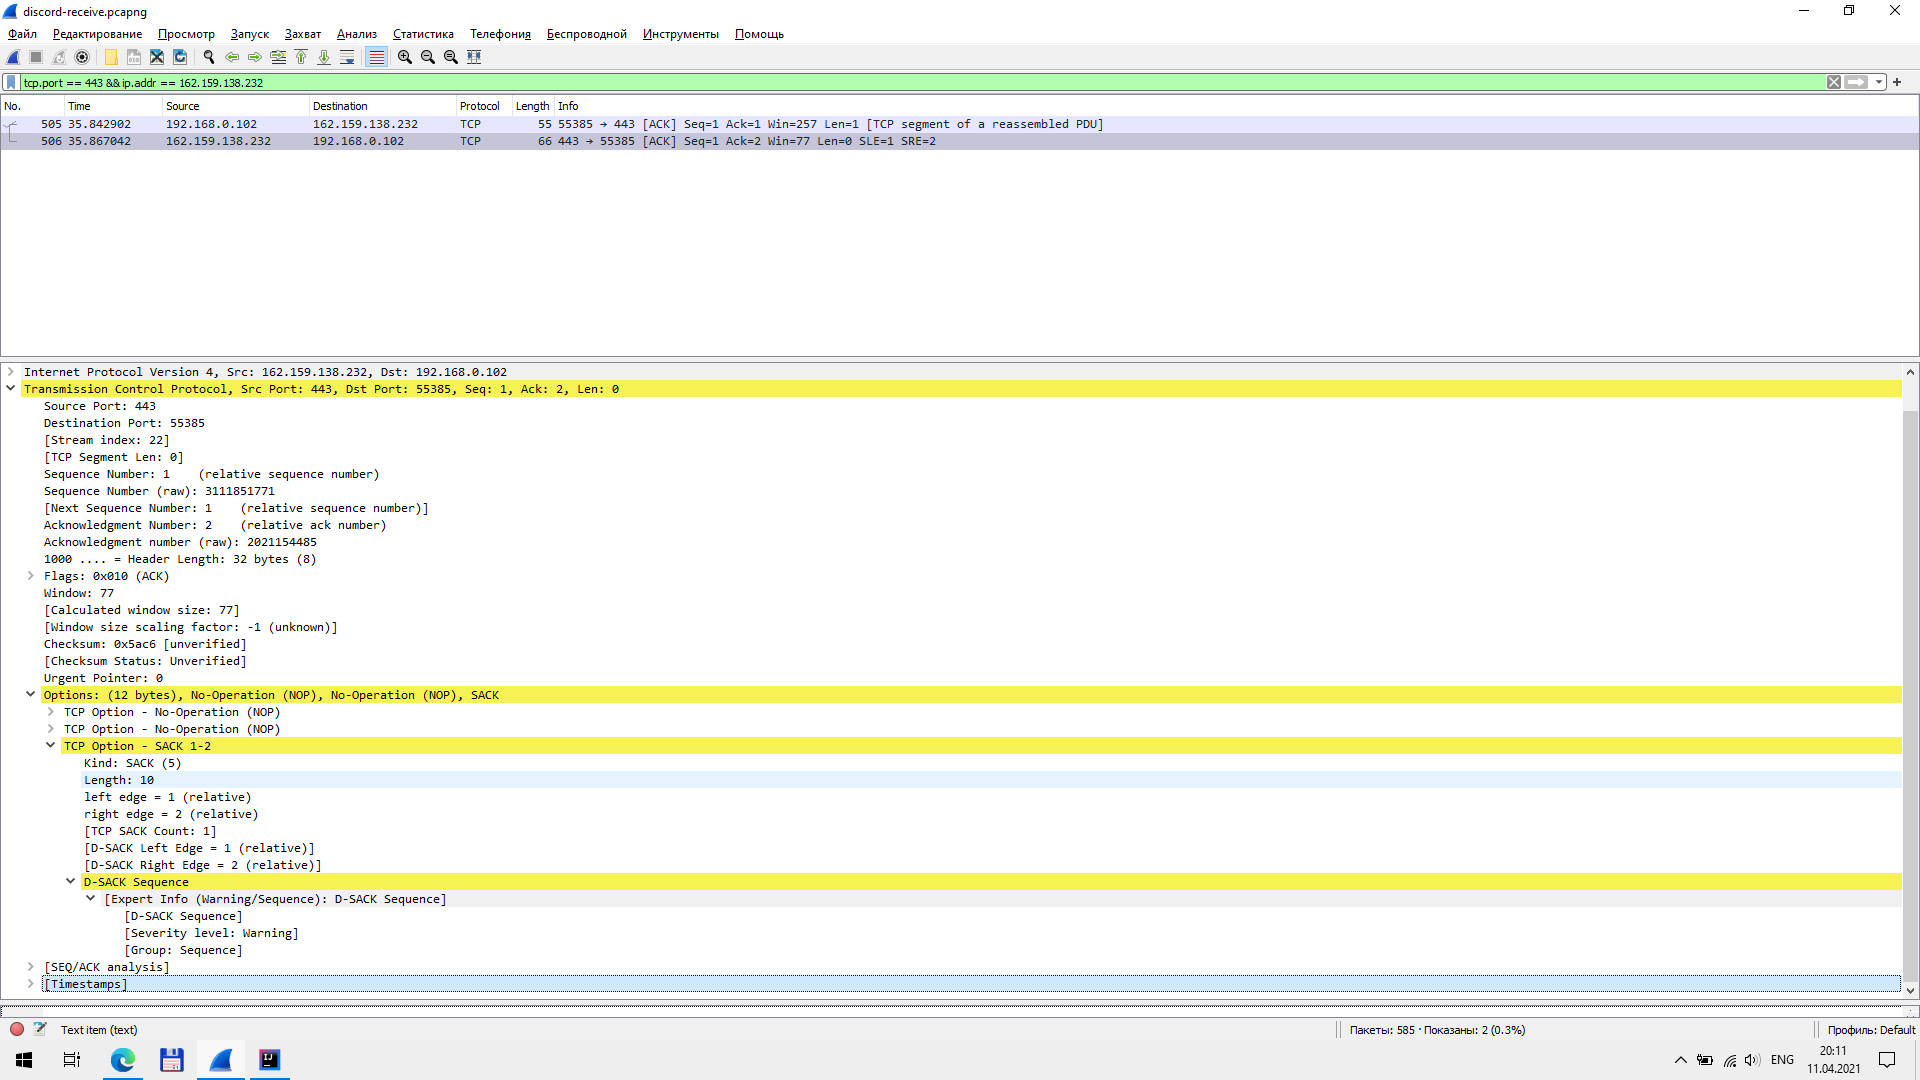 discord-receive.pcapng
Файл Редактирование Просмотр Запуск Захват Анализ Статистика Телефония Беспроводной Инструменты Помощь
tcp.port == 443 && ip.addr == 162.159.138.232
No. Time Source Destination Protocol Length Info
505 35.842902 192.168.0.102 162.159.138.232 TCP 55 55385 → 443 [ACK] Seq=1 Ack=1 Win=257 Len=1 [TCP segment of a reassembled PDU]
506 35.867042 162.159.138.232 192.168.0.102 TCP 66 443 → 55385 [ACK] Seq=1 Ack=2 Win=77 Len=0 SLE=1 SRE=2
Internet Protocol Version 4, Src: 162.159.138.232, Dst: 192.168.0.102
Transmission Control Protocol, Src Port: 443, Dst Port: 55385, Seq: 1, Ack: 2, Len: 0
Source Port: 443
Destination Port: 55385
[Stream index: 22]
[TCP Segment Len: 0]
Sequence Number: 1 (relative sequence number)
Sequence Number (raw): 3111851771
[Next Sequence Number: 1 (relative sequence number)]
Acknowledgment Number: 2 (relative ack number)
Acknowledgment number (raw): 2021154485
1000 .... = Header Length: 32 bytes (8)
Flags: 0x010 (ACK)
Window: 77
[Calculated window size: 77]
[Window size scaling factor: -1 (unknown)]
Checksum: 0x5ac6 [unverified]
[Checksum Status: Unverified]
Urgent Pointer: 0
Options: (12 bytes), No-Operation (NOP), No-Operation (NOP), SACK
TCP Option - No-Operation (NOP)
TCP Option - No-Operation (NOP)
TCP Option - SACK 1-2
Kind: SACK (5)
Length: 10
left edge = 1 (relative)
right edge = 2 (relative)
[TCP SACK Count: 1]
[D-SACK Left Edge = 1 (relative)]
[D-SACK Right Edge = 2 (relative)]
D-SACK Sequence
[Expert Info (Warning/Sequence): D-SACK Sequence]
[D-SACK Sequence]
[Severity level: Warning]
[Group: Sequence]
[SEQ/ACK analysis]
[Timestamps]
Text item (text) Пакеты: 585 · Показаны: 2 (0.3%) Профиль: Default
ENG 20:11
11.04.2021